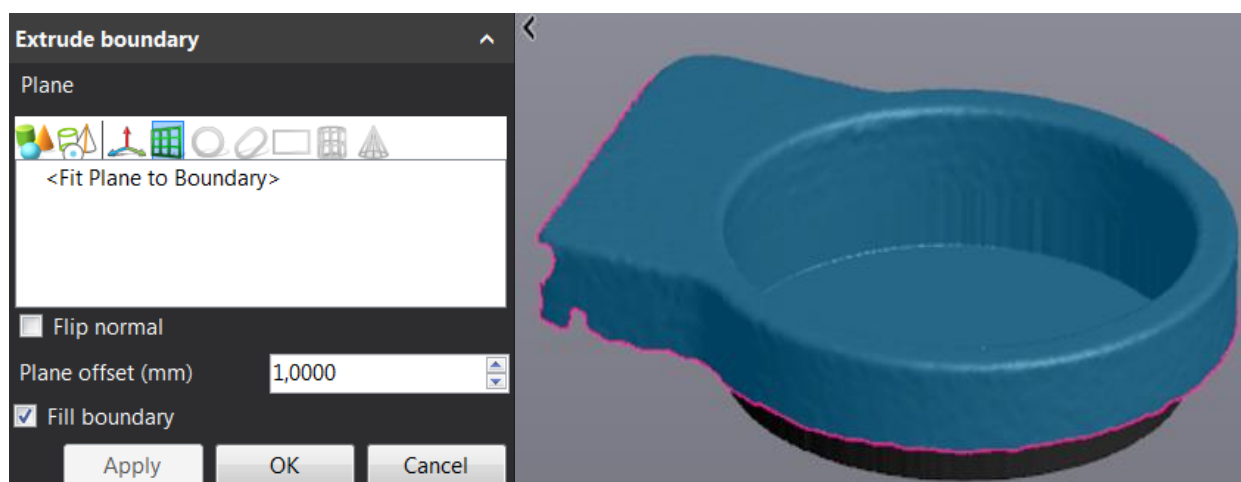 Extrude boundary
Plane
<Fit Plane to Boundary>
Flip normal
Plane offset (mm) 1,0000
Fill boundary
Apply OK Cancel